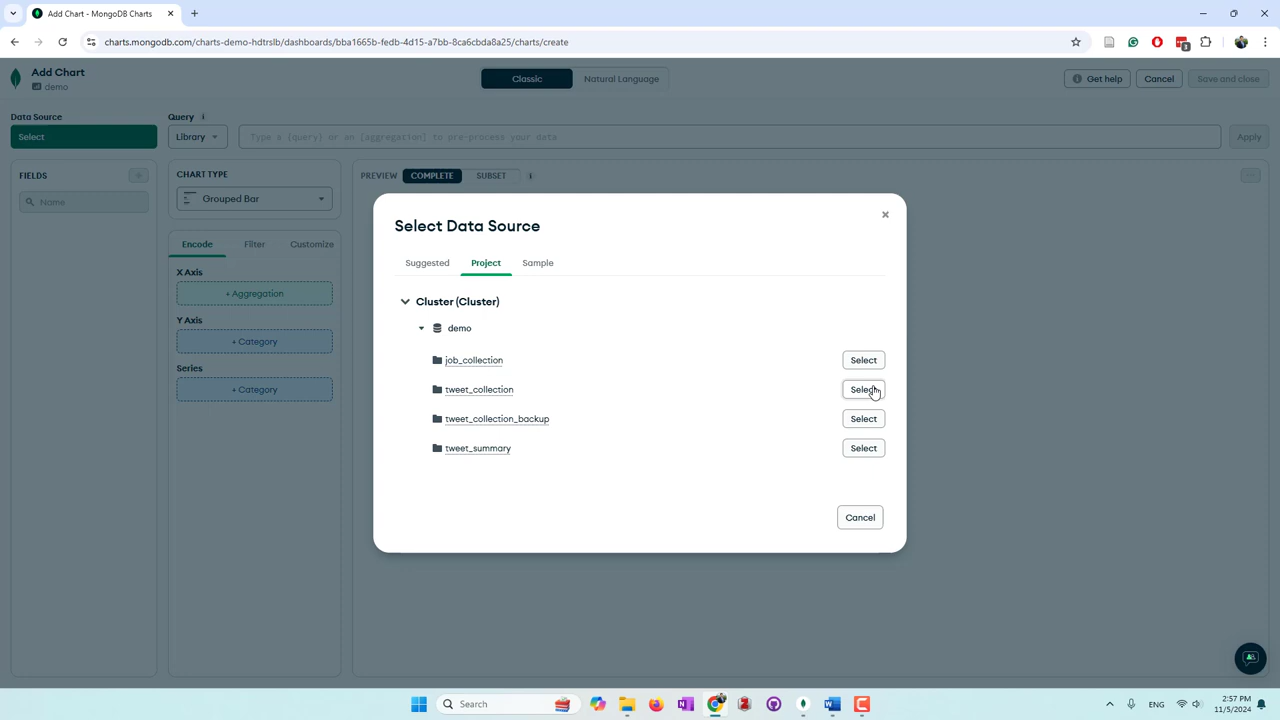 Add Chart - MongoDB Charts
charts.mongodb.com/charts-demo-hdtrslb/dashboards/bba1665b-fedb-4d15-a7bb-8ca6cbda8a25/charts/create
3
Add Chart
demo
Classic
Natural Language
Get help
Cancel
Save and close
Data Source
Query
Select
Library
Type a {query} or an [aggregation] to pre-process your data
Apply
FIELDS
Name
CHART TYPE
Grouped Bar
Encode
Filter
Customize
X Axis
+ Aggregation
Y Axis
+ Category
Series
+ Category
PREVIEW
COMPLETE
SUBSET
Select Data Source
Suggested
Project
Sample
Cluster (Cluster)
demo
job_collection
Select
tweet_collection
Select
tweet_collection_backup
Select
tweet_summary
Select
Cancel
Search
ENG
2:57 PM
11/5/2024